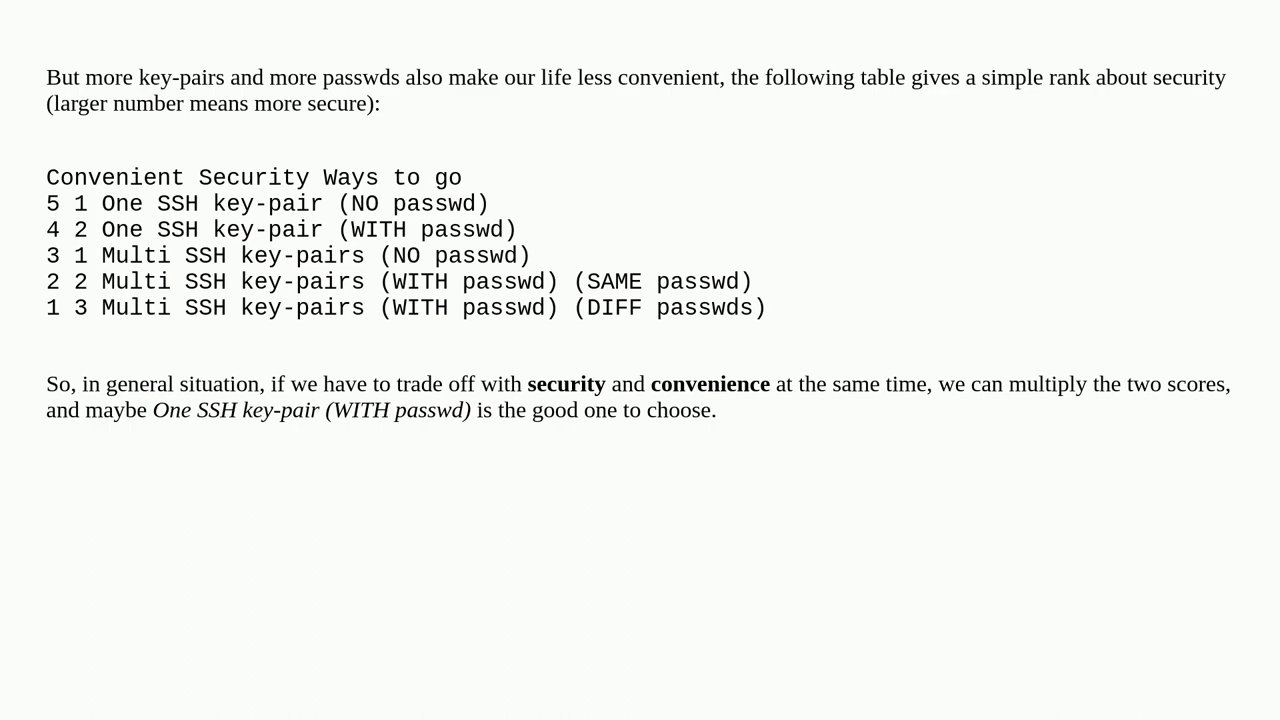 But more key-pairs and more passwds also make our life less convenient, the following table gives a simple rank about security
(larger number means more secure):
Convenient Security Ways to go
5 1 One SSH key-pair (NO passwd)
4 2 One SSH key-pair (WITH passwd)
3 1 Multi SSH key-pairs (NO passwd)
2 2 Multi SSH key-pairs (WITH passwd) (SAME passwd)
1 3 Multi SSH key-pairs (WITH passwd) (DIFF passwds)
So, in general situation, if we have to trade off with security and convenience at the same time, we can multiply the two scores,
and maybe One SSH key-pair (WITH passwd) is the good one to choose.